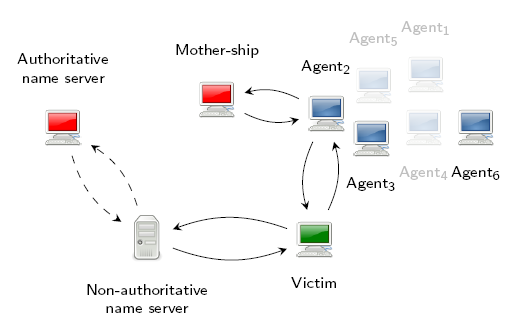 Agent₁
Agent₅
Mother-ship
Authoritative
name server
Agent₂
Agent₄
Agent₆
Agent₃
Victim
Non-authoritative
name server